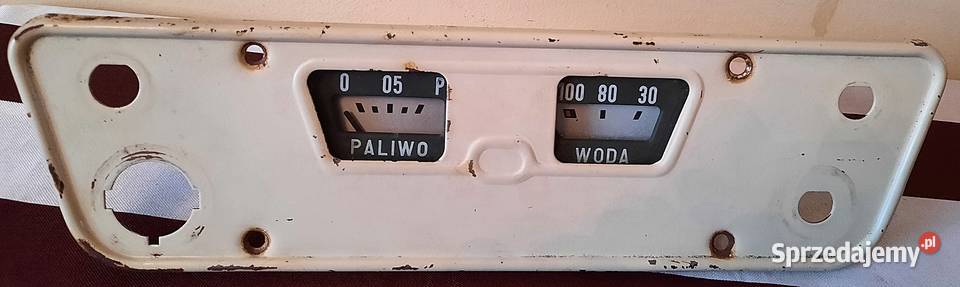 0 05 P
PALIWO
100 80 30
WODA
Sprzedajemy.pl